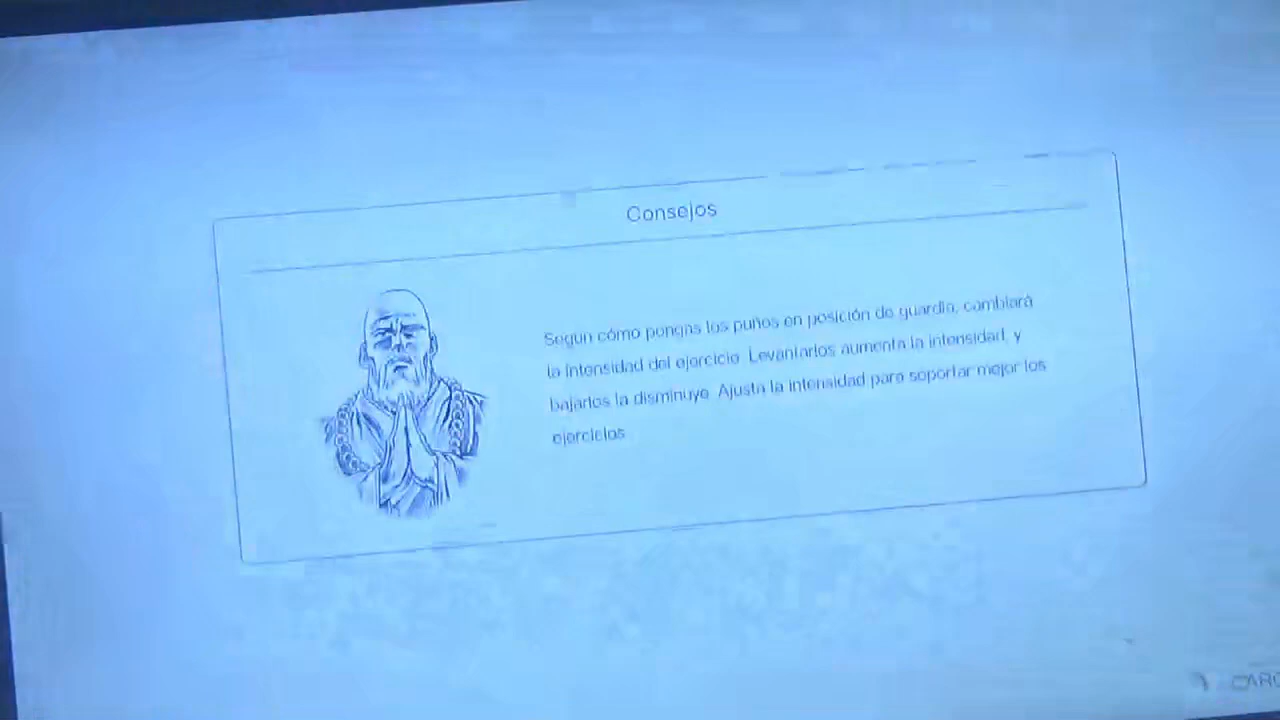 Consejos
Según cómo pongas los puños en posición de guardia, cambiará
la intensidad del ejercicio. Levantarlos aumenta la intensidad, y
bajarlos la disminuye. Ajusta la intensidad para soportar mejor los
ejercicios.